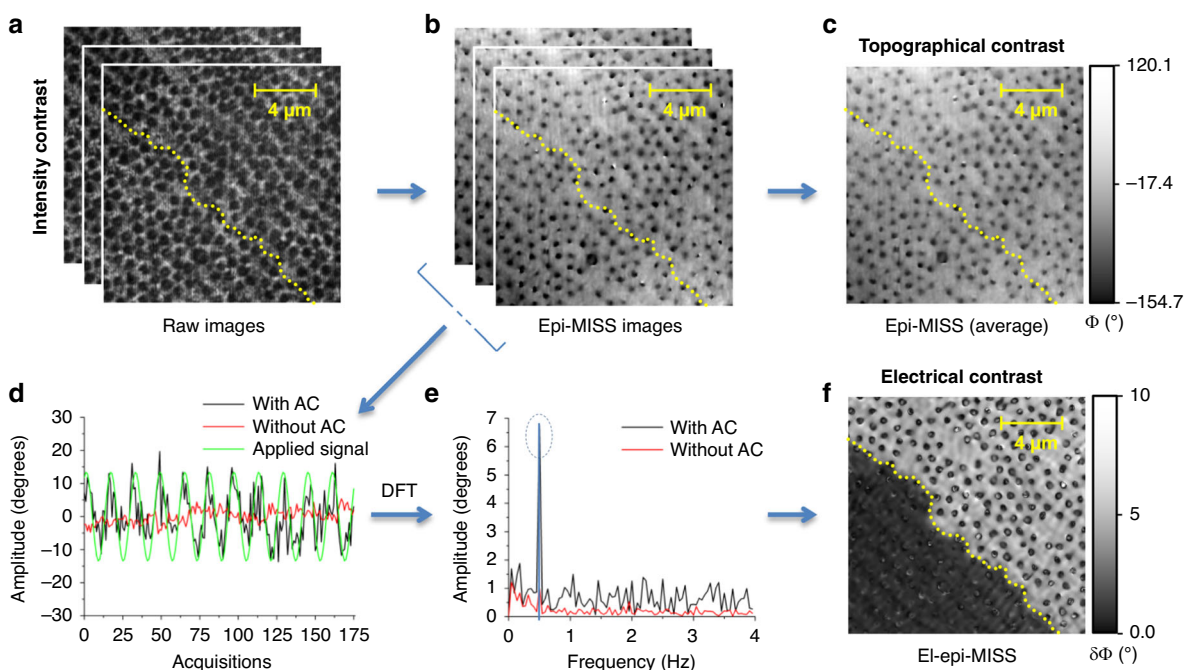 a
Intensity contrast
4 µm
Raw images
b
4 µm
Epi-MISS images
c
Topographical contrast
4 µm
120.1
−17.4
−154.7
Φ (°)
Epi-MISS (average)
d
With AC
Without AC
Applied signal
30
20
10
0
−10
−20
−30
Amplitude (degrees)
0 25 50 75 100 125 150 175
Acquisitions
DFT
e
With AC
Without AC
7
6
5
4
3
2
1
0
Amplitude (degrees)
0 1 2 3 4
Frequency (Hz)
f
Electrical contrast
4 µm
10
5
0.0
δΦ (°)
El-epi-MISS